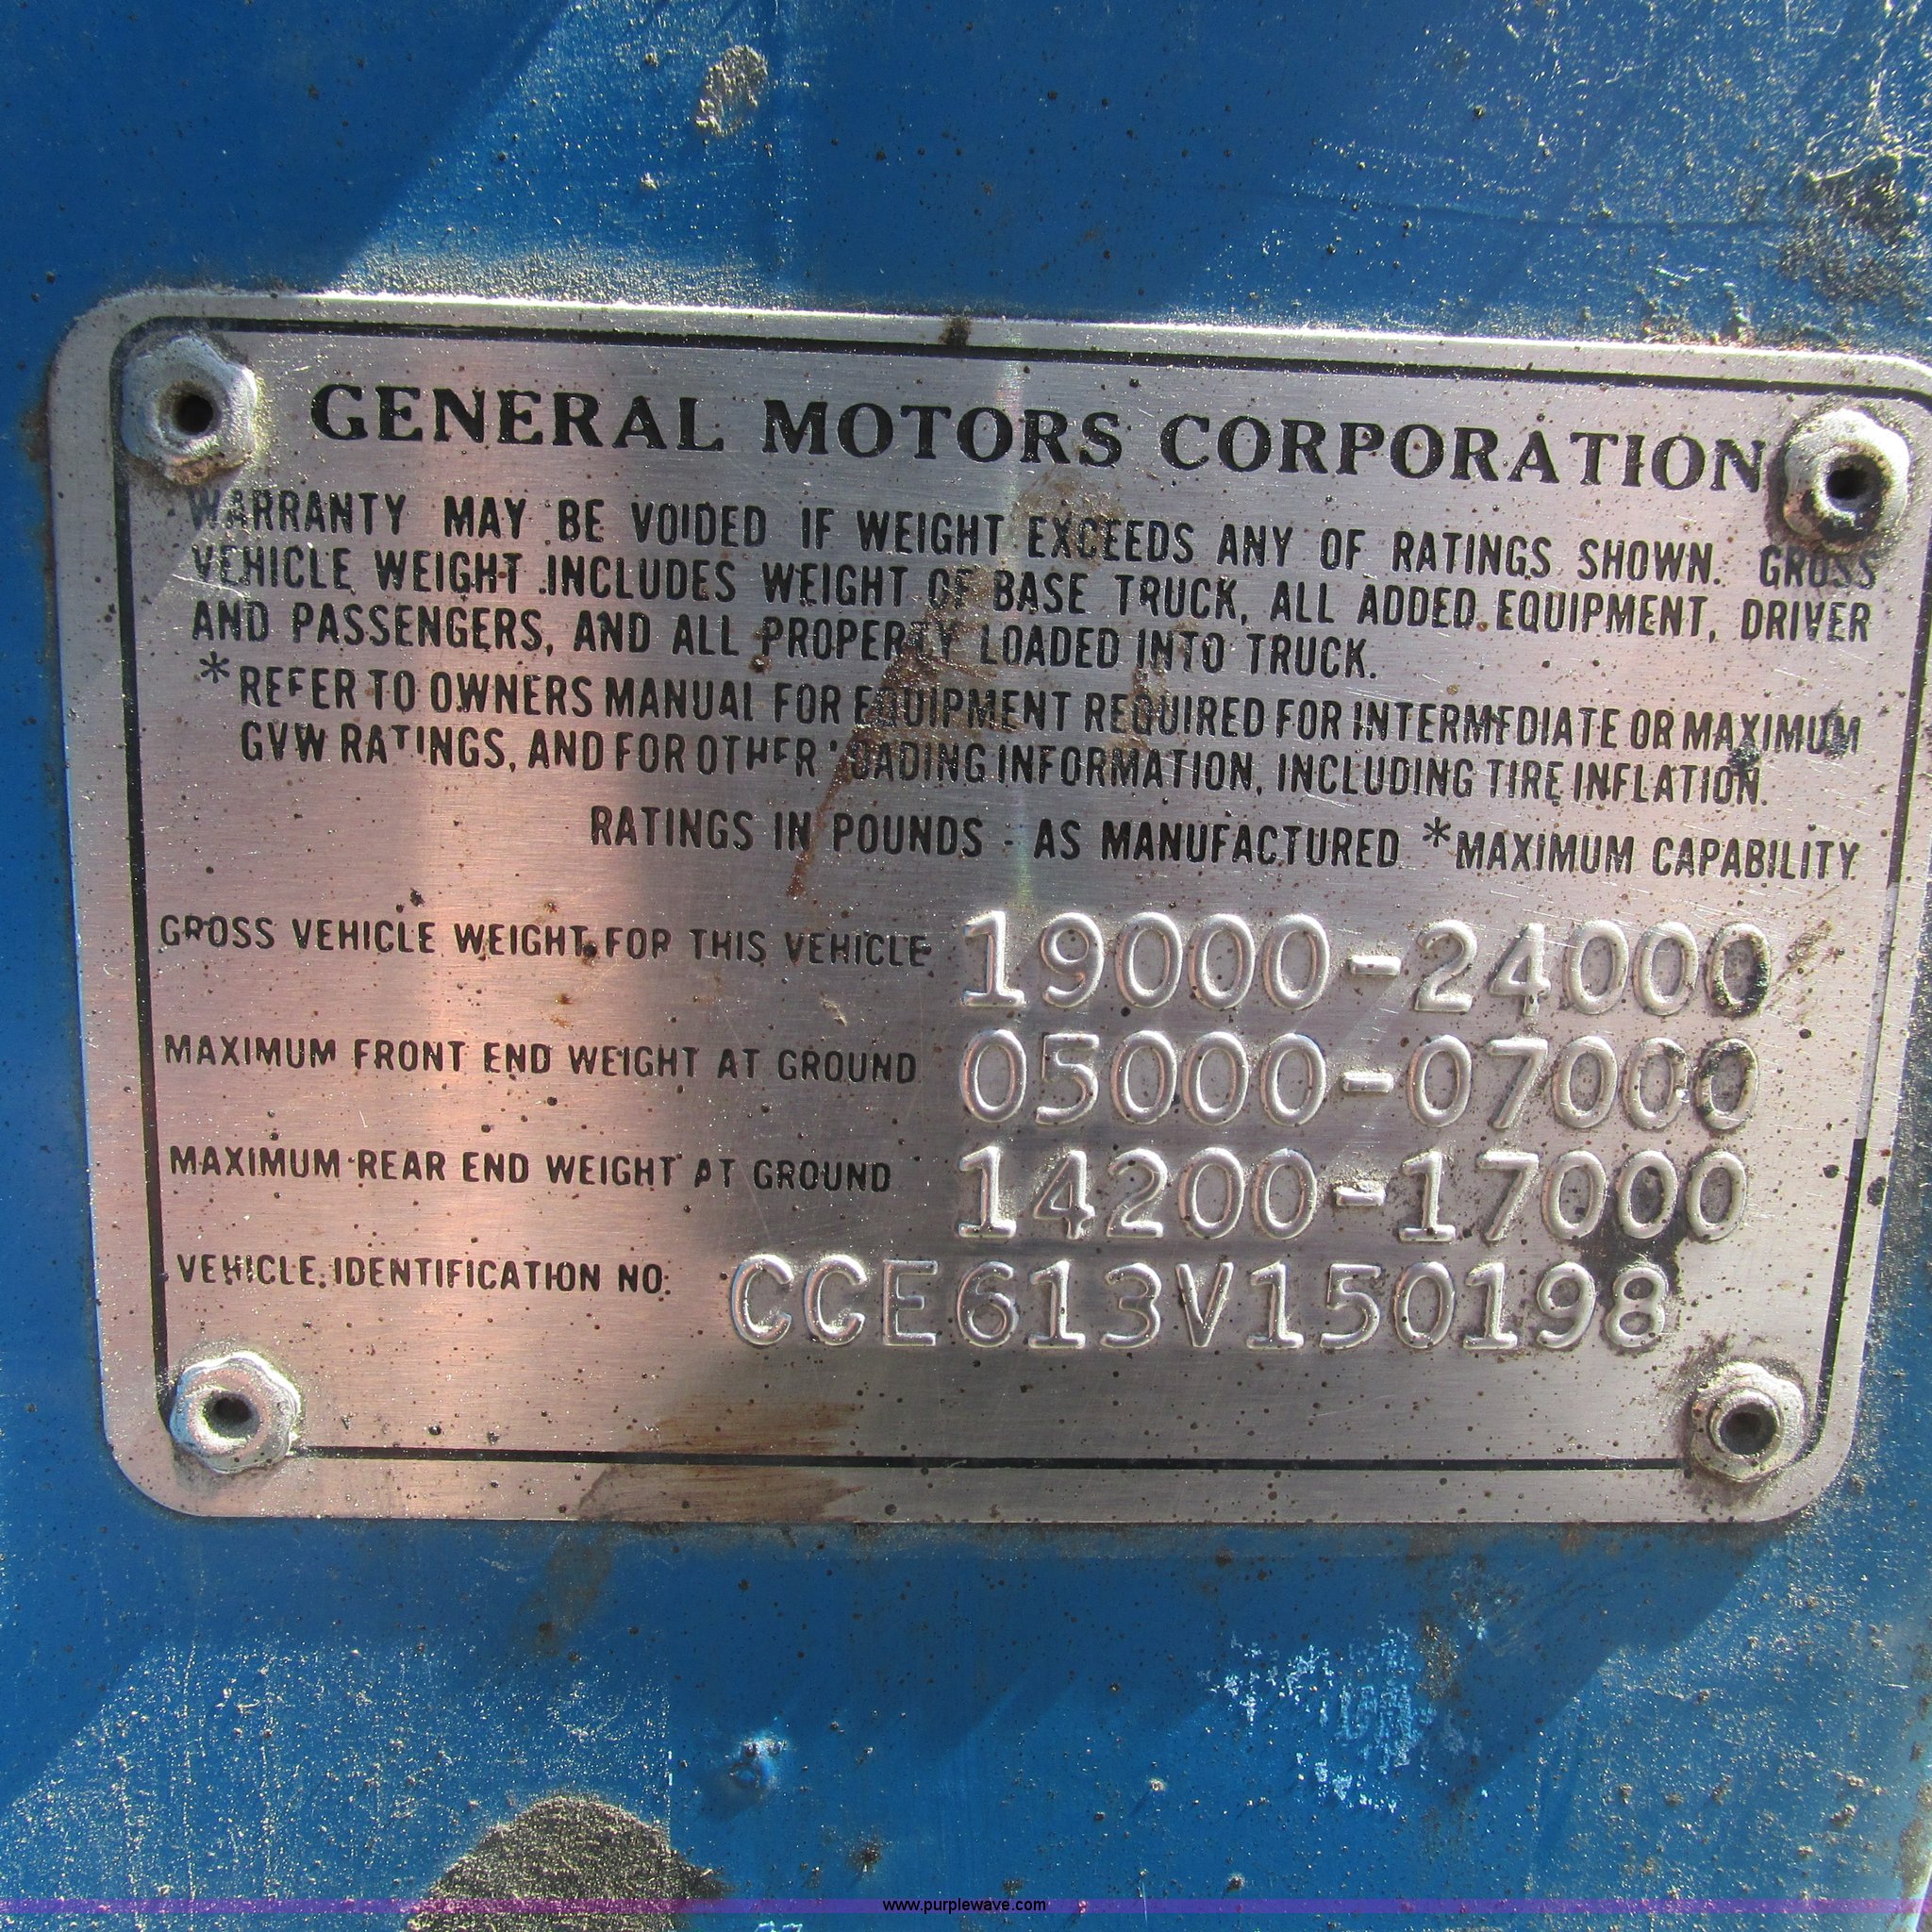 GENERAL MOTORS CORPORATION
WARRANTY MAY BE VOIDED IF WEIGHT EXCEEDS ANY OF RATINGS SHOWN. GROSS
VEHICLE WEIGHT INCLUDES WEIGHT OF BASE TRUCK, ALL ADDED EQUIPMENT, DRIVER
AND PASSENGERS, AND ALL PROPERTY LOADED INTO TRUCK.
*REFER TO OWNERS MANUAL FOR EQUIPMENT REQUIRED FOR INTERMEDIATE OR MAXIMUM
GVW RATINGS, AND FOR OTHER LOADING INFORMATION, INCLUDING TIRE INFLATION.
RATINGS IN POUNDS - AS MANUFACTURED *MAXIMUM CAPABILITY
GROSS VEHICLE WEIGHT FOR THIS VEHICLE 19000-24000
MAXIMUM FRONT END WEIGHT AT GROUND 05000-07000
MAXIMUM REAR END WEIGHT AT GROUND 14200-17000
VEHICLE IDENTIFICATION NO. CCE613V150198
www.purplewave.com